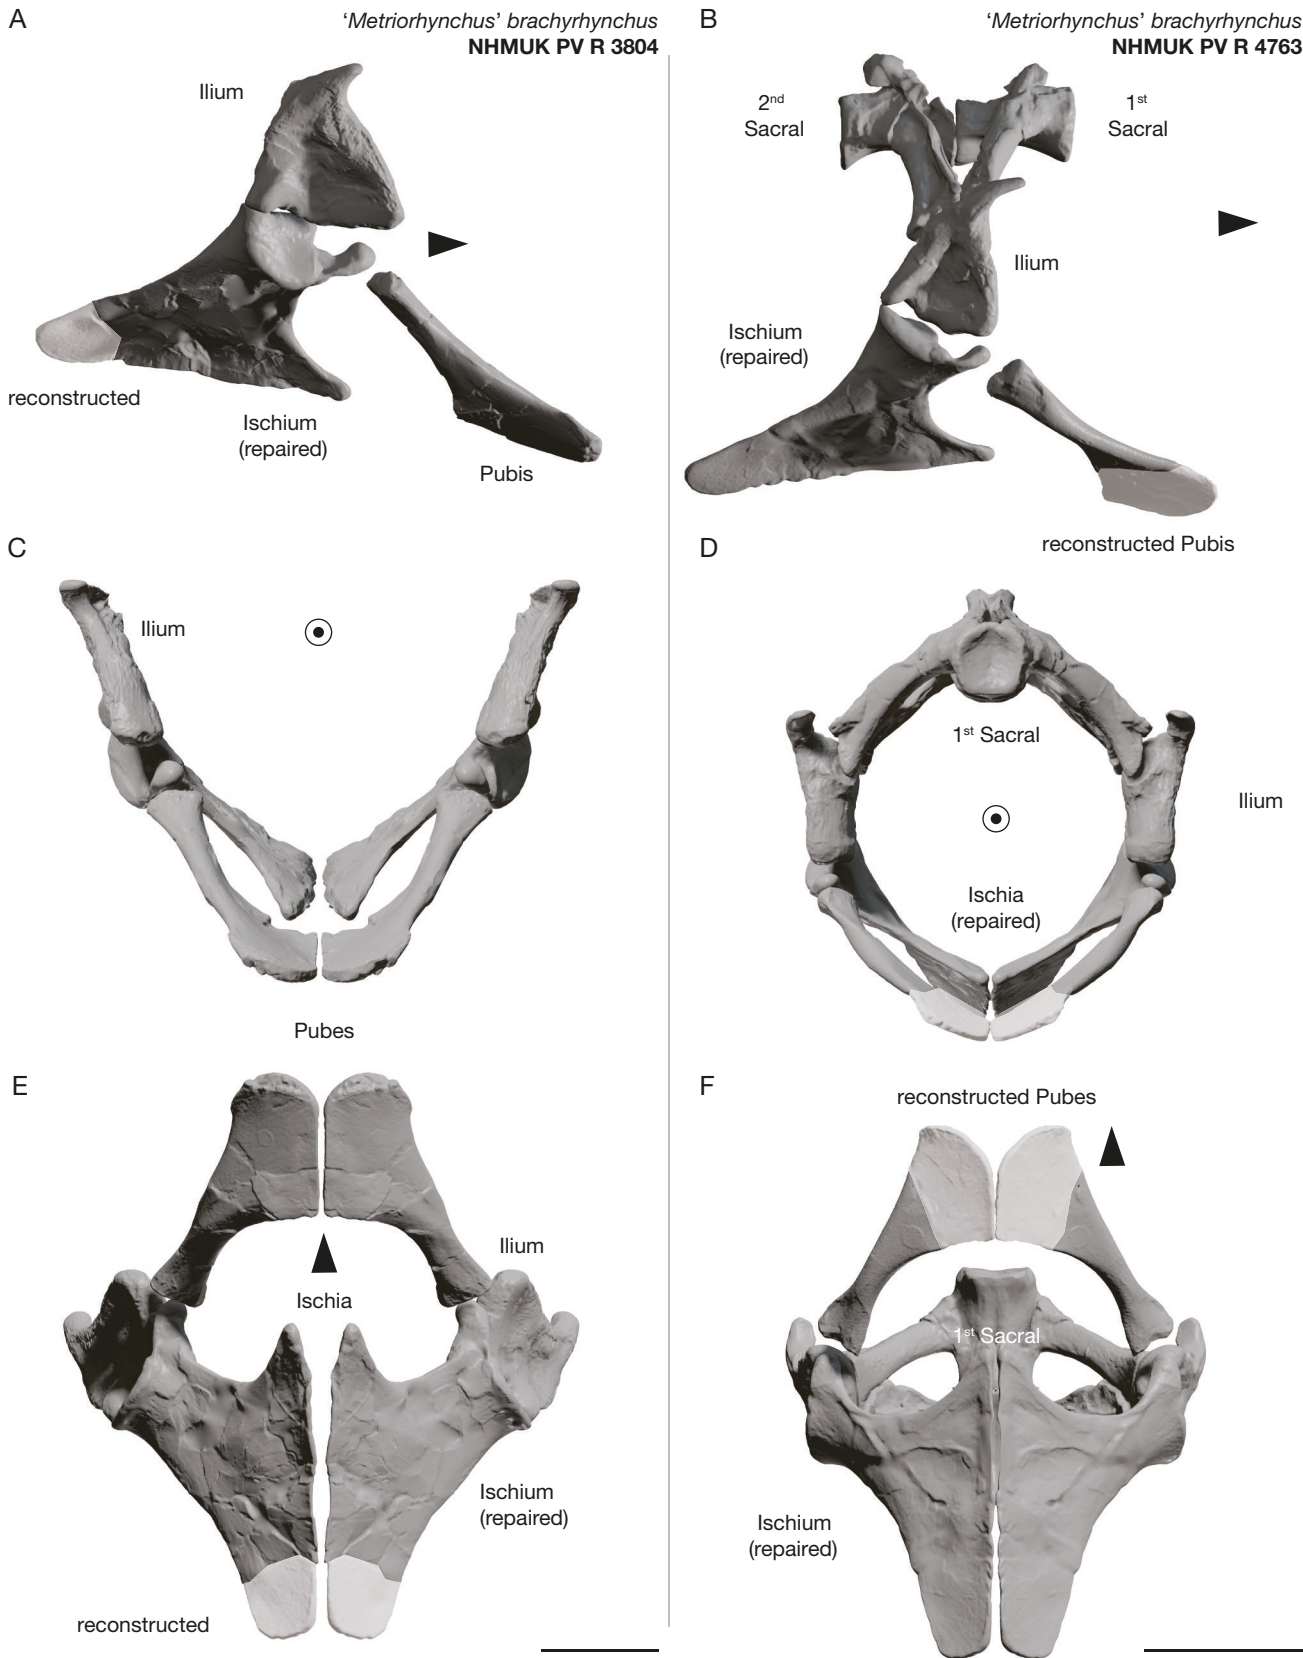 A
'Metriorhynchus' brachyrhynchus
NHMUK PV R 3804
Ilium
reconstructed
Ischium
(repaired)
Pubis
B
'Metriorhynchus' brachyrhynchus
NHMUK PV R 4763
2nd
Sacral
1st
Sacral
Ilium
Ischium
(repaired)
reconstructed Pubis
C
Ilium
Pubes
D
1st Sacral
Ilium
Ischia
(repaired)
E
Ilium
Ischia
Ischium
(repaired)
reconstructed
F
reconstructed Pubes
1st Sacral
Ischium
(repaired)